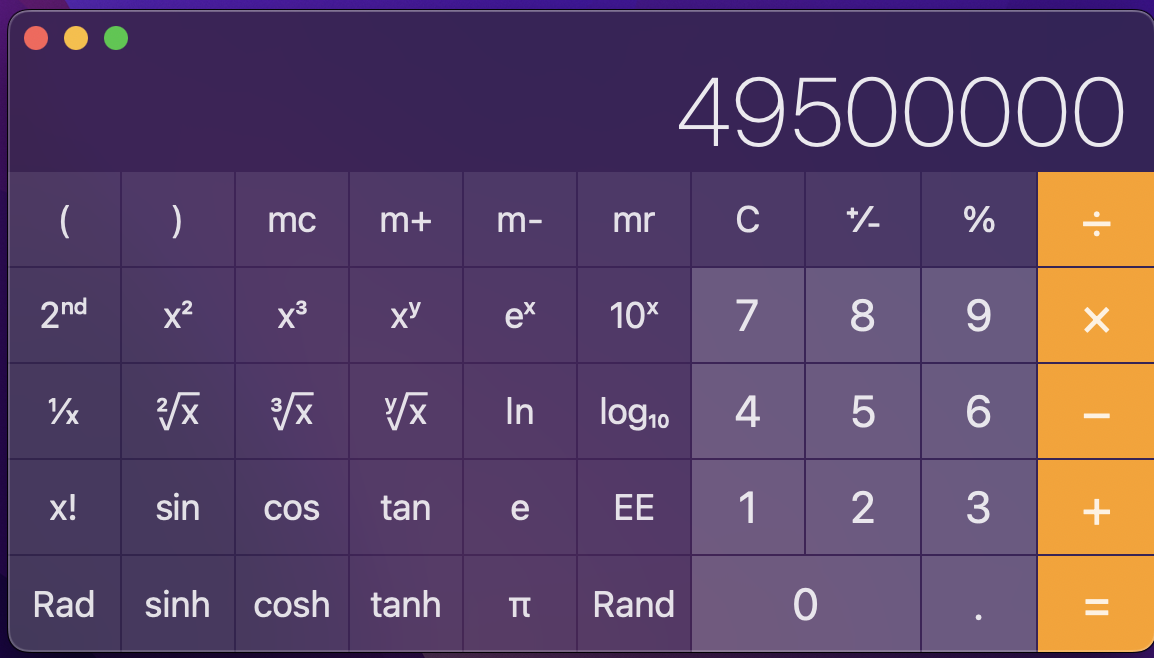 49500000
( ) mc m+ m- mr C ⁺⁄₋ % ÷
2ⁿᵈ x² x³ xʸ eˣ 10ˣ 7 8 9 ×
¹⁄x ²√x ³√x ʸ√x ln log₁₀ 4 5 6 −
x! sin cos tan e EE 1 2 3 +
Rad sinh cosh tanh π Rand 0 . =